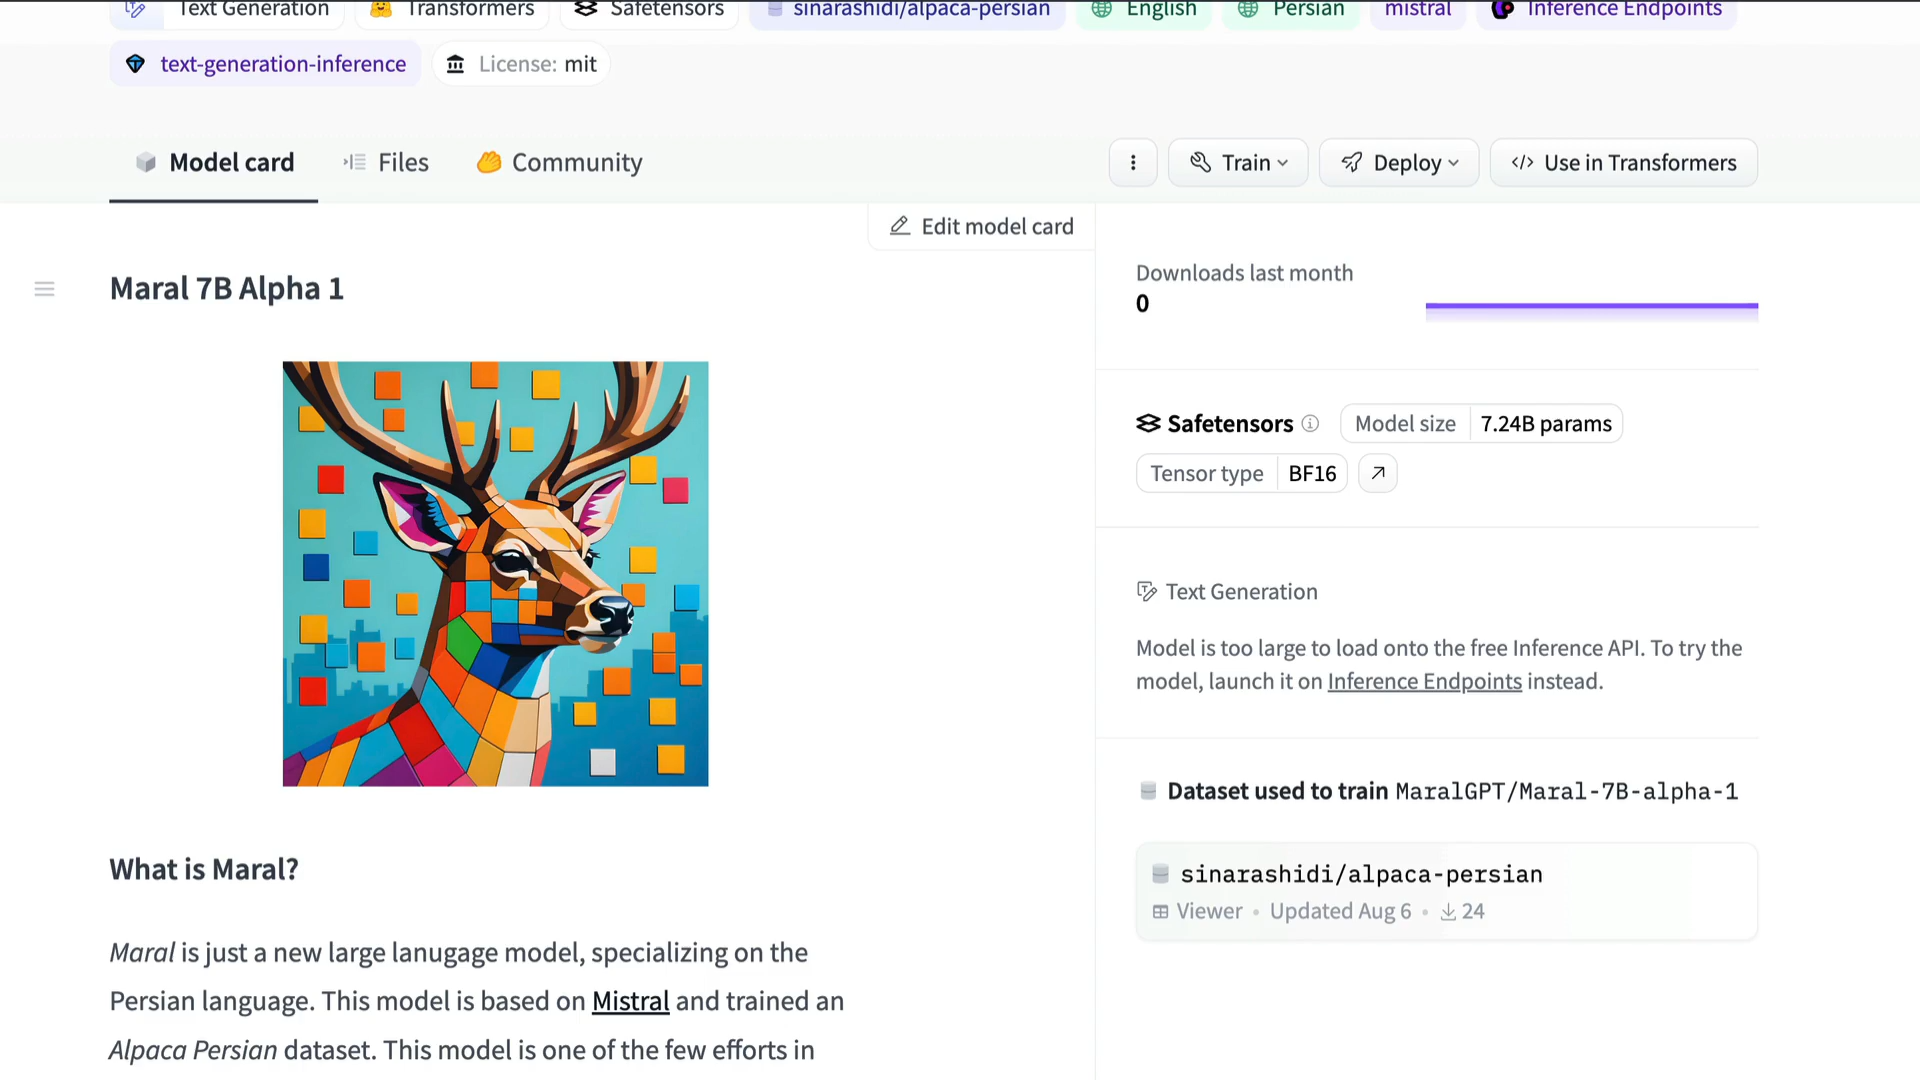 Text Generation Transformers Safetensors sinarashidi/alpaca-persian English Persian mistral Inference Endpoints
text-generation-inference License: mit
Model card Files Community Train Deploy Use in Transformers
Edit model card
Maral 7B Alpha 1
What is Maral?
Maral is just a new large lanugage model, specializing on the
Persian language. This model is based on Mistral and trained an
Alpaca Persian dataset. This model is one of the few efforts in
Downloads last month
0
Safetensors Model size 7.24B params
Tensor type BF16
Text Generation
Model is too large to load onto the free Inference API. To try the
model, launch it on Inference Endpoints instead.
Dataset used to train MaralGPT/Maral-7B-alpha-1
sinarashidi/alpaca-persian
Viewer • Updated Aug 6 • 24